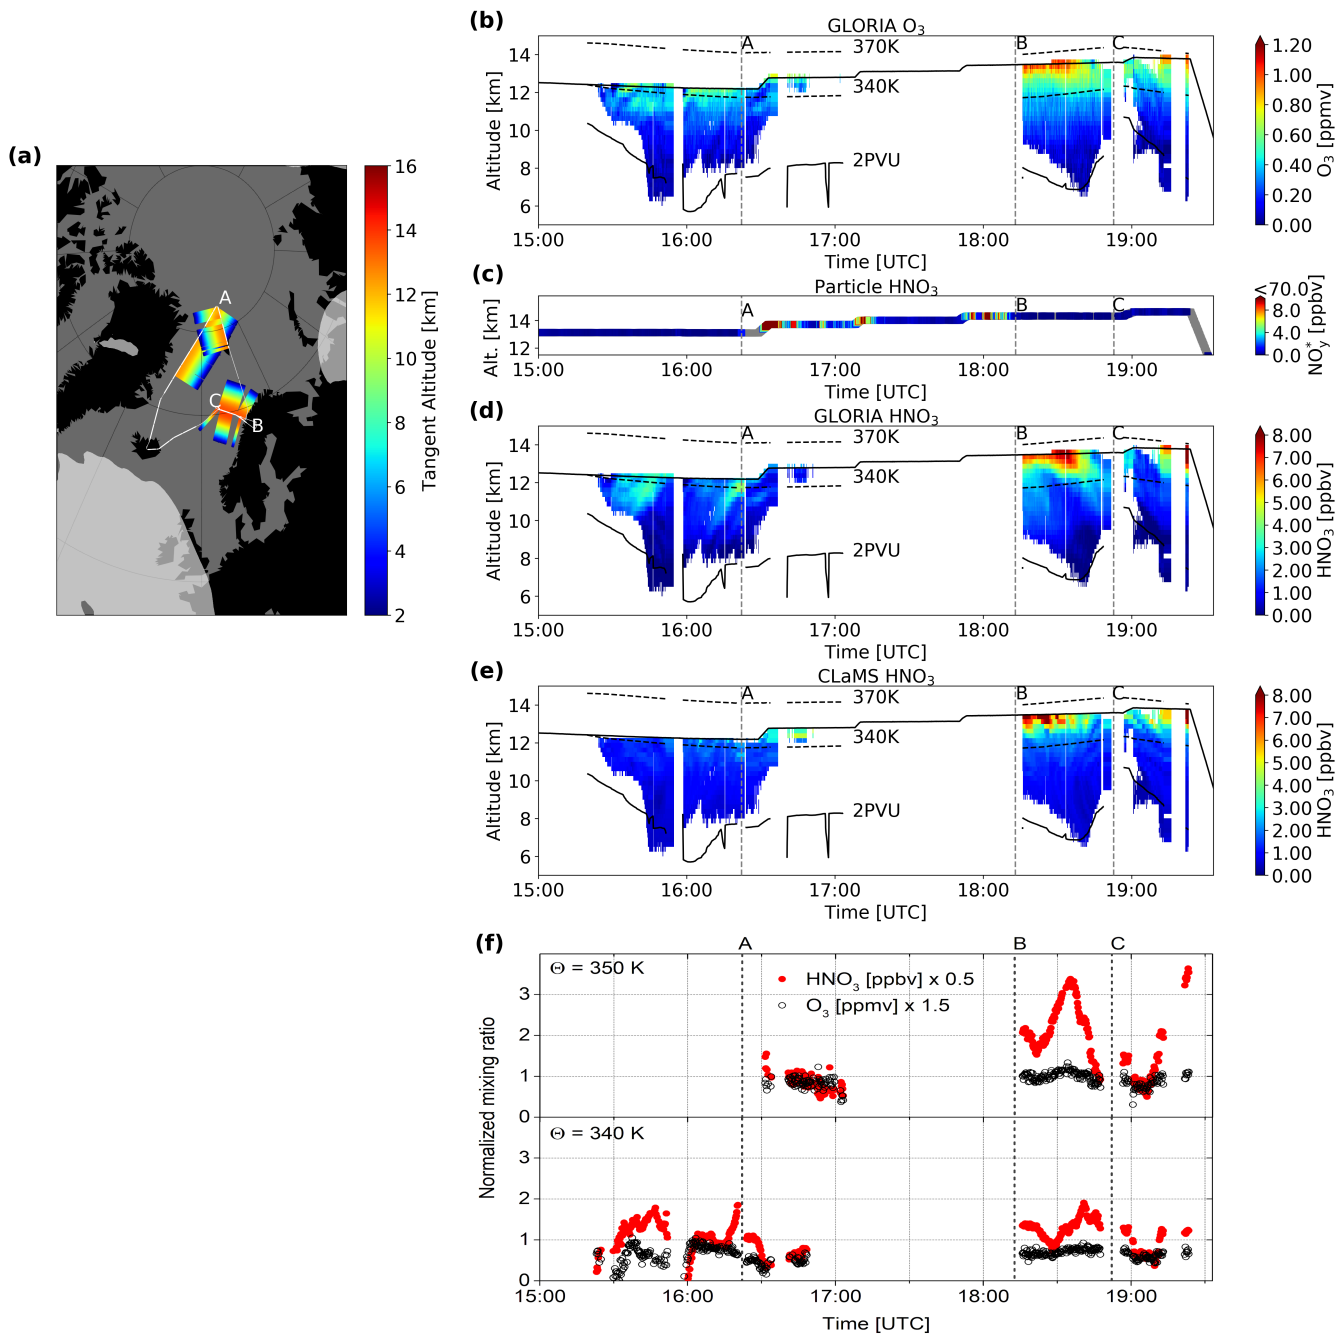 (a)
A
C
B
16
14
12
10
8
6
4
2
Tangent Altitude [km]
(b)
GLORIA O₃
A
B
C
370K
340K
2PVU
14
12
10
8
6
Altitude [km]
15:00 16:00 17:00 18:00 19:00
Time [UTC]
1.20
1.00
0.80
0.60
0.40
0.20
0.00
O₃ [ppmv]
(c)
Particle HNO₃
A
B
C
14
12
Alt. [km]
15:00 16:00 17:00 18:00 19:00
Time [UTC]
<70.0
8.0
4.0
0.0
NO*y [ppbv]
(d)
GLORIA HNO₃
A
B
C
370K
340K
2PVU
14
12
10
8
6
Altitude [km]
15:00 16:00 17:00 18:00 19:00
Time [UTC]
8.00
7.00
6.00
5.00
4.00
3.00
2.00
1.00
0.00
HNO₃ [ppbv]
(e)
CLaMS HNO₃
A
B
C
370K
340K
2PVU
14
12
10
8
6
Altitude [km]
15:00 16:00 17:00 18:00 19:00
Time [UTC]
8.00
7.00
6.00
5.00
4.00
3.00
2.00
1.00
0.00
HNO₃ [ppbv]
(f)
A
B
C
Θ = 350 K
HNO₃ [ppbv] x 0.5
O₃ [ppmv] x 1.5
3
2
1
0
Θ = 340 K
3
2
1
0
Normalized mixing ratio
15:00 16:00 17:00 18:00 19:00
Time [UTC]